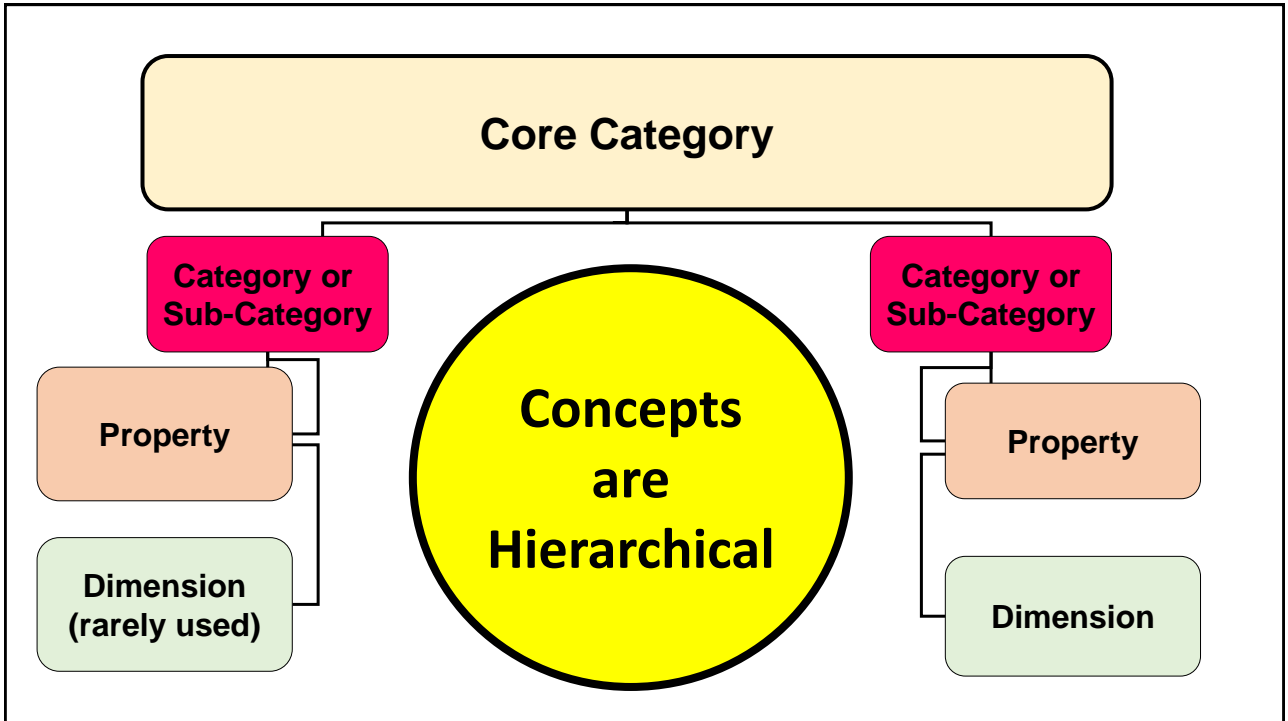 Core Category
Category or
Sub-Category
Category or
Sub-Category
Property
Concepts
are
Hierarchical
Property
Dimension
(rarely used)
Dimension